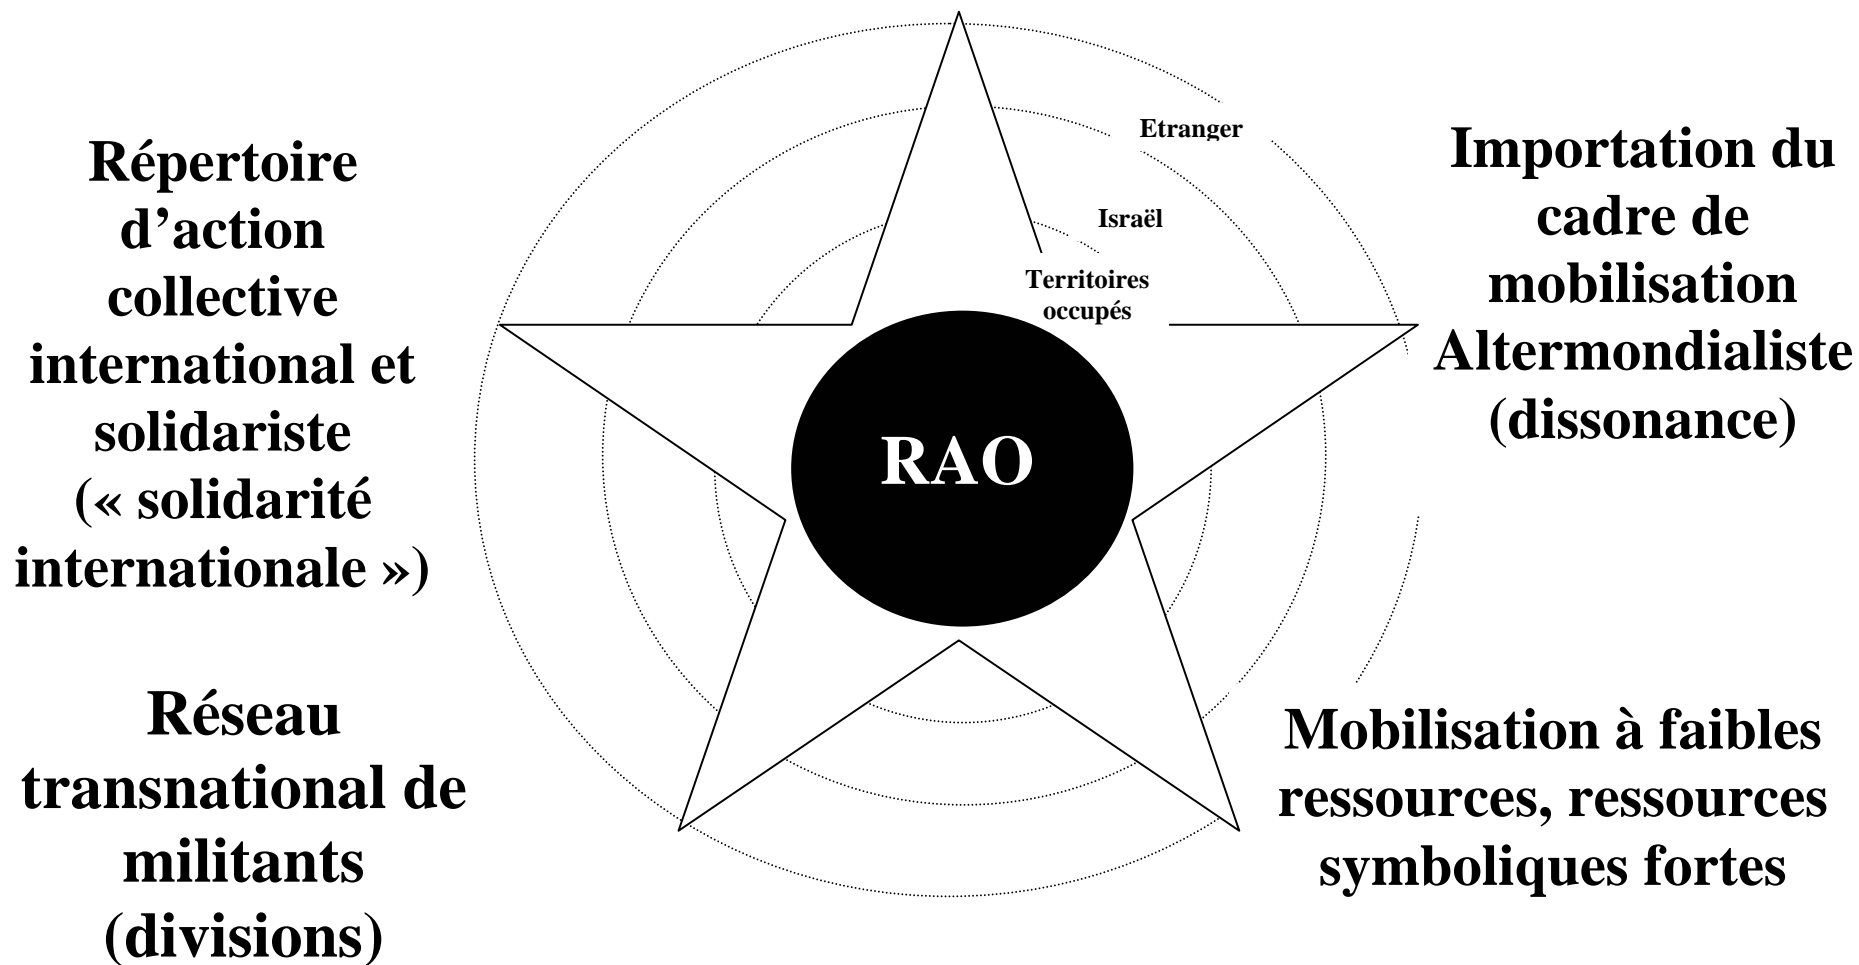 Répertoire
d’action
collective
international et
solidariste
(« solidarité
internationale »)
Réseau
transnational de
militants
(divisions)
Etranger
Israël
Territoires
occupés
RAO
Importation du
cadre de
mobilisation
Altermondialiste
(dissonance)
Mobilisation à faibles
ressources, ressources
symboliques fortes